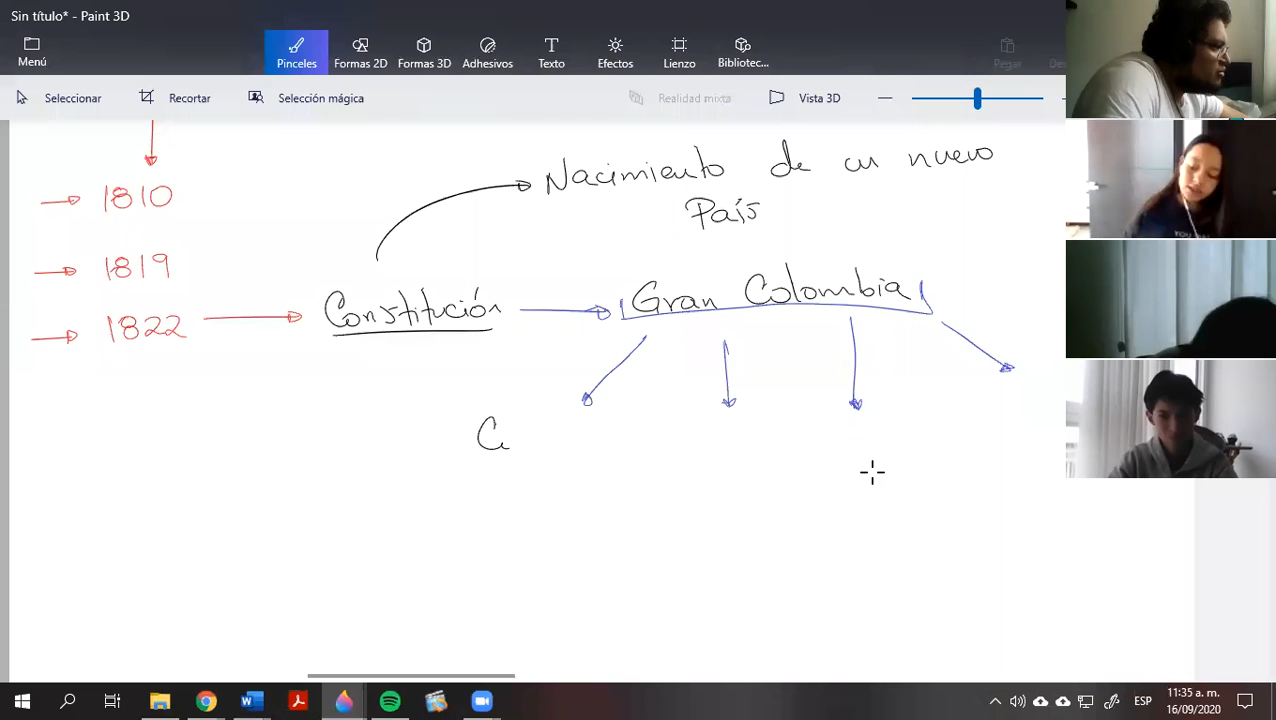 Sin título* - Paint 3D
Menú
Pinceles
Formas 2D
Formas 3D
Adhesivos
Texto
Efectos
Lienzo
Bibliotec...
Pegar
Seleccionar
Recortar
Selección mágica
Realidad mixta
Vista 3D
Nacimiento de un nuevo
País
1810
1819
1822
Constitución
Gran Colombia
ESP
11:35 a. m.
16/09/2020